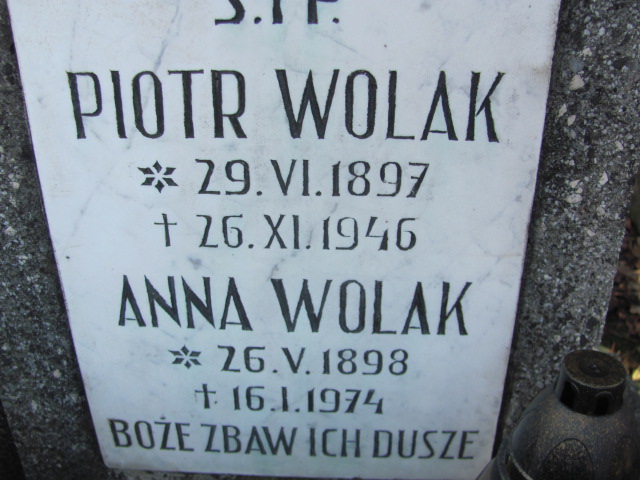 Ś.†P.
PIOTR WOLAK
* 29.VI.1897
† 26.XI.1946
ANNA WOLAK
* 26.V.1898
† 16.I.1974
BOŻE ZBAW ICH DUSZE